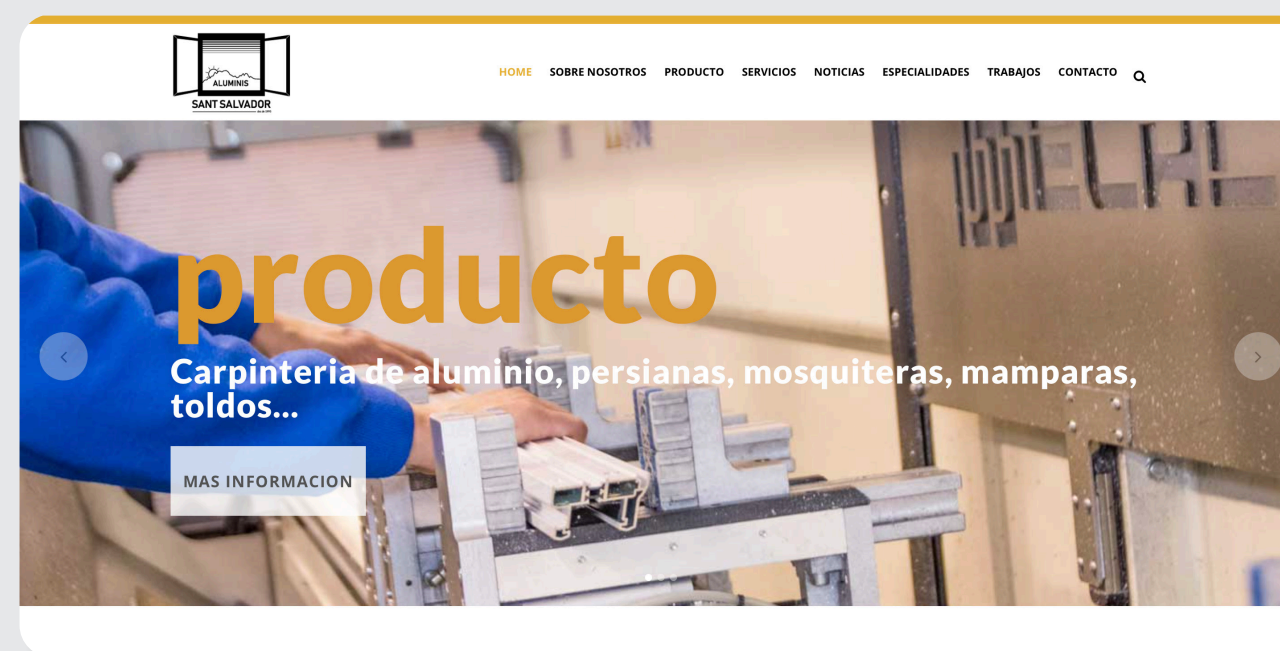 ALUMINIS
SANT SALVADOR
HOME SOBRE NOSOTROS PRODUCTO SERVICIOS NOTICIAS ESPECIALIDADES TRABAJOS CONTACTO
producto
Carpinteria de aluminio, persianas, mosquiteras, mamparas,
toldos...
MAS INFORMACION